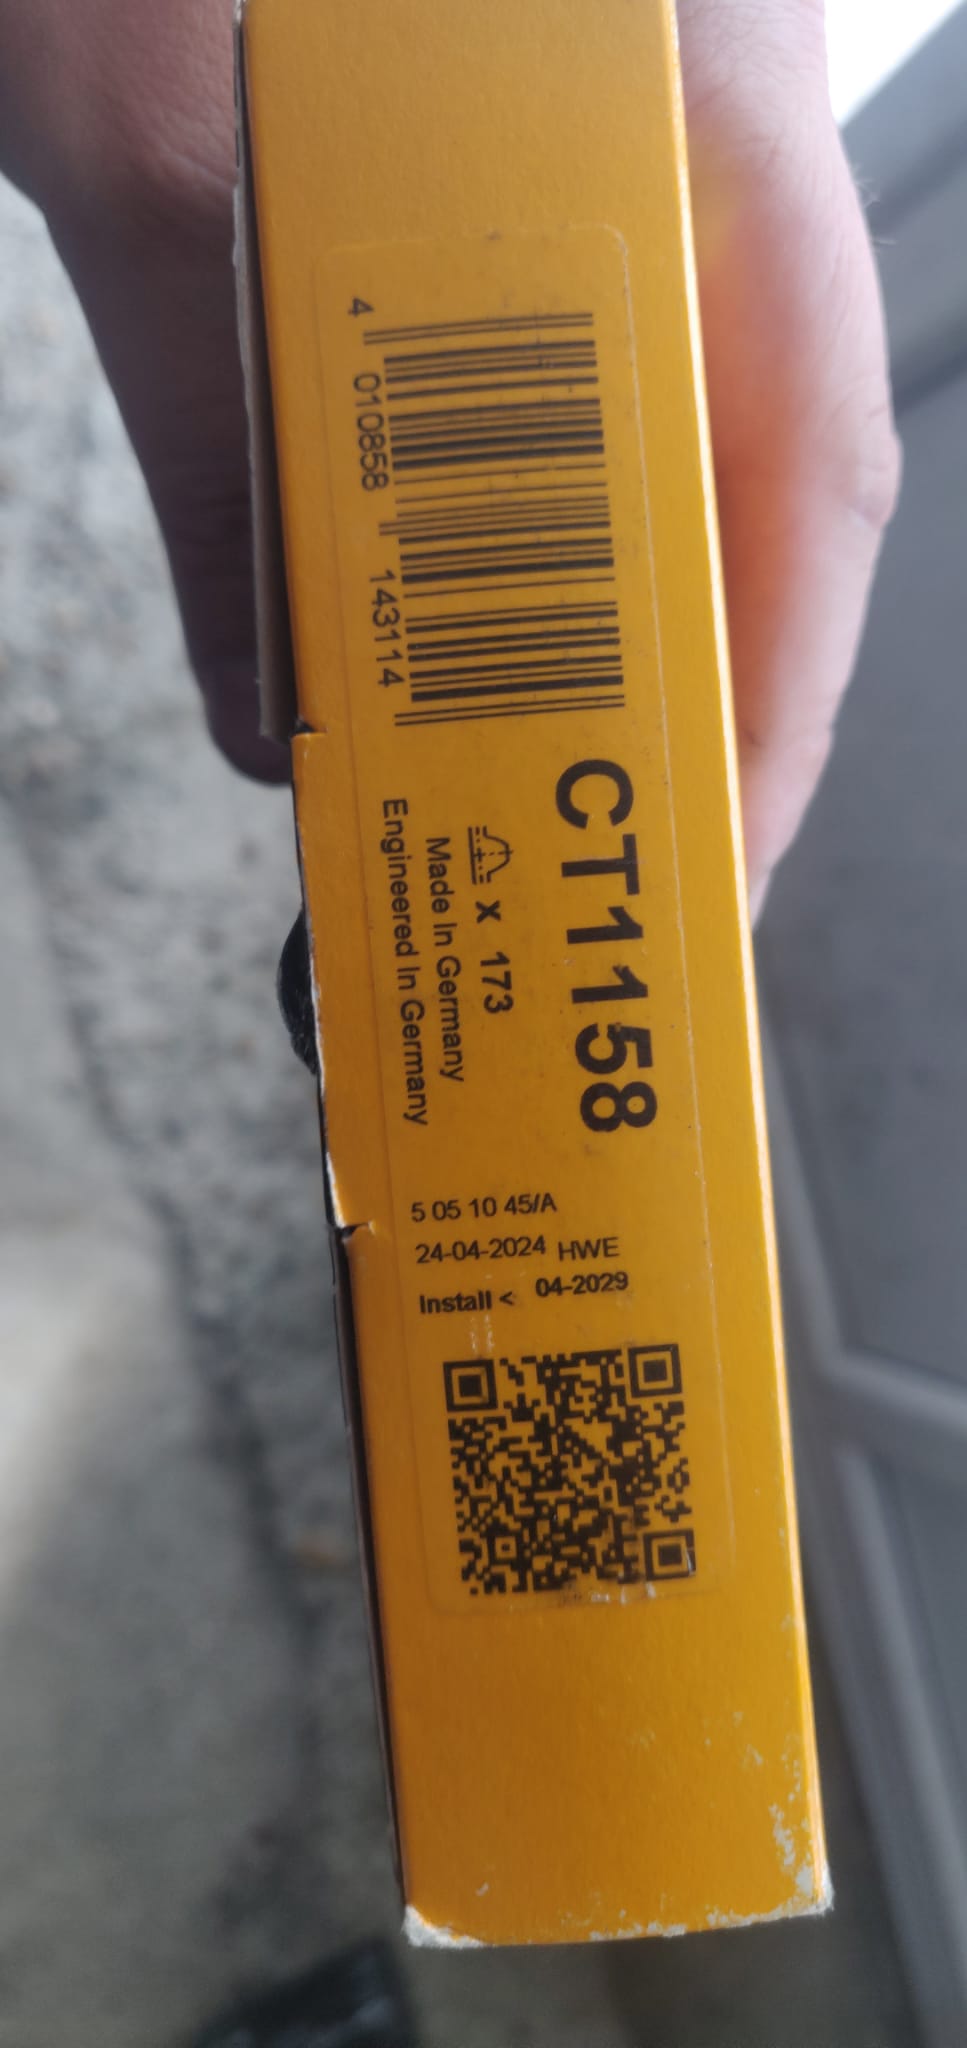 4 010858 143114
CT1158
x 173
Made In Germany
Engineered In Germany
5 05 10 45/A
24-04-2024 HWE
Install < 04-2029